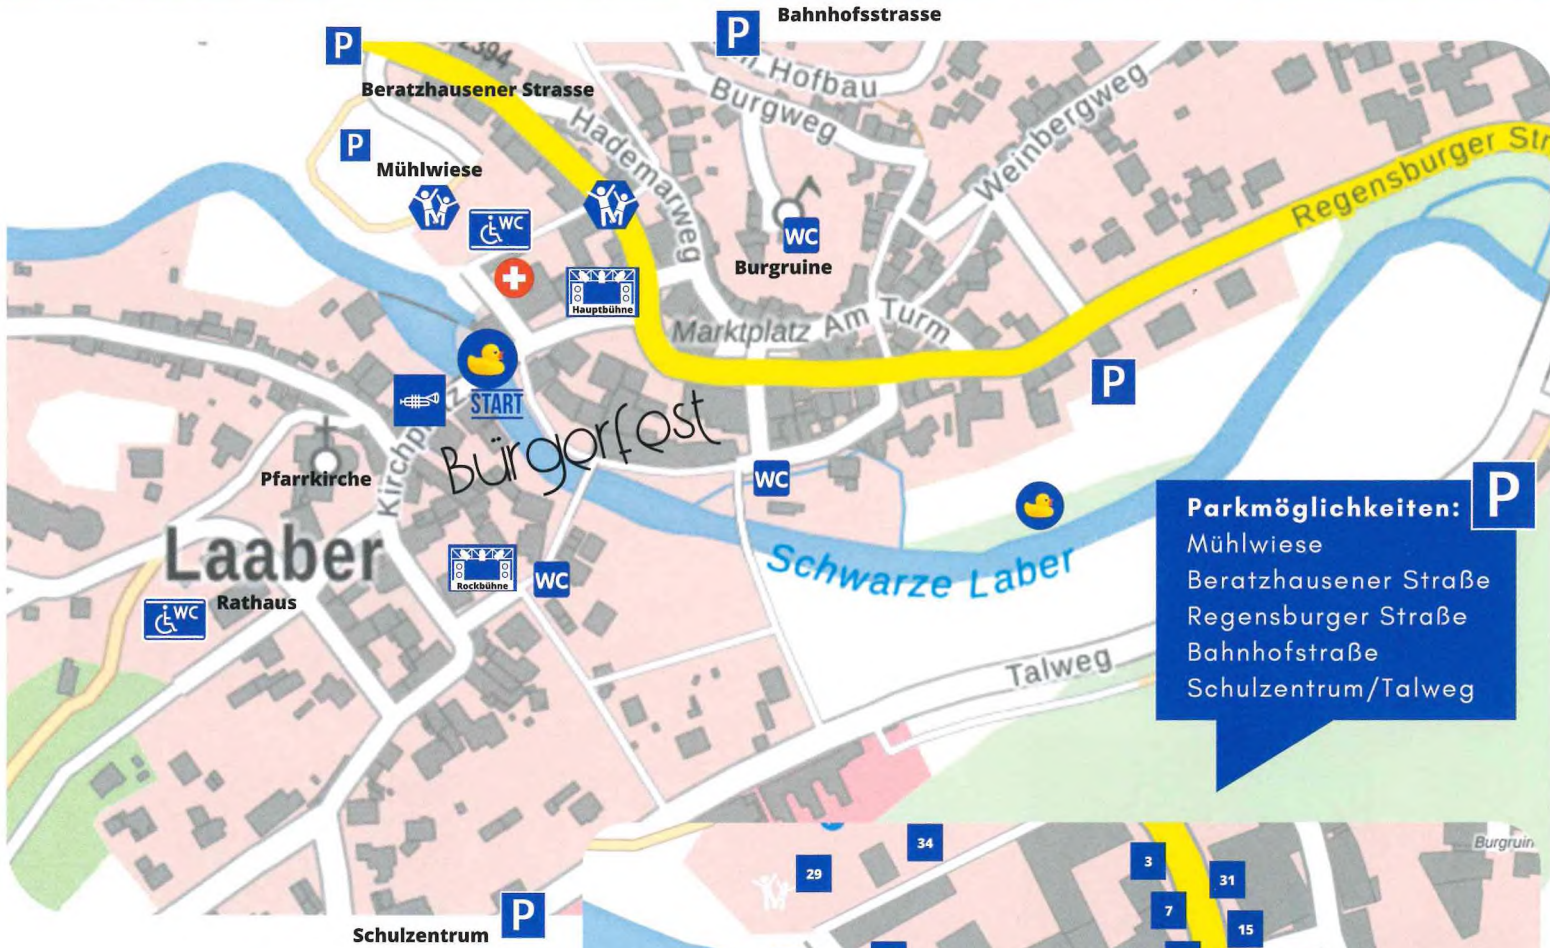 Bahnhofsstrasse
P
P
2394
Am Hofbau
Beratzhausener Strasse
Burgweg
Hademarweg
Weinbergweg
P
Mühlwiese
Regensburger Str
WC
WC
Burgruine
Hauptbühne
Marktplatz
Am Turm
P
START
Bürgerfest
Kirchplatz
Pfarrkirche
WC
P
Parkmöglichkeiten:
Mühlwiese
Beratzhausener Straße
Regensburger Straße
Bahnhofstraße
Schulzentrum/Talweg
Laaber
Schwarze Laber
Rockbühne
WC
Rathaus
WC
Talweg
34
29
3
31
7
15
Burgruin
P
Schulzentrum